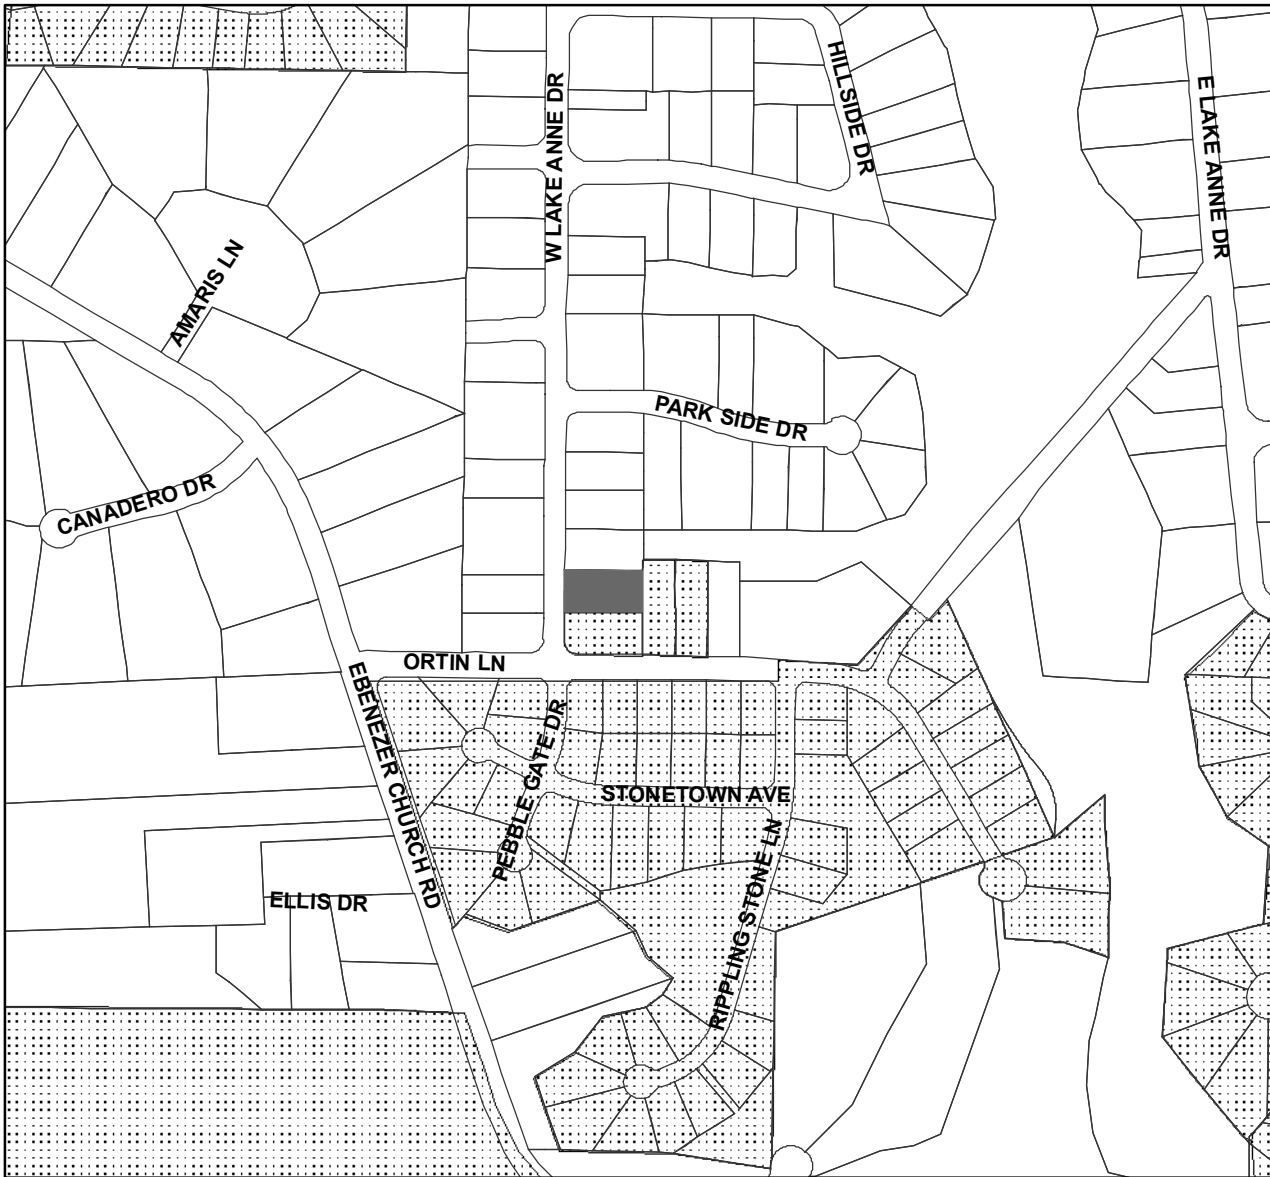 HILLSIDE DR
W LAKE ANNE DR
E LAKE ANNE DR
AMARIS LN
PARK SIDE DR
CANADERO DR
ORTIN LN
EBENEZER CHURCH RD
PEBBLE GATE DR
STONETOWN AVE
RIPPLING STONE LN
ELLIS DR